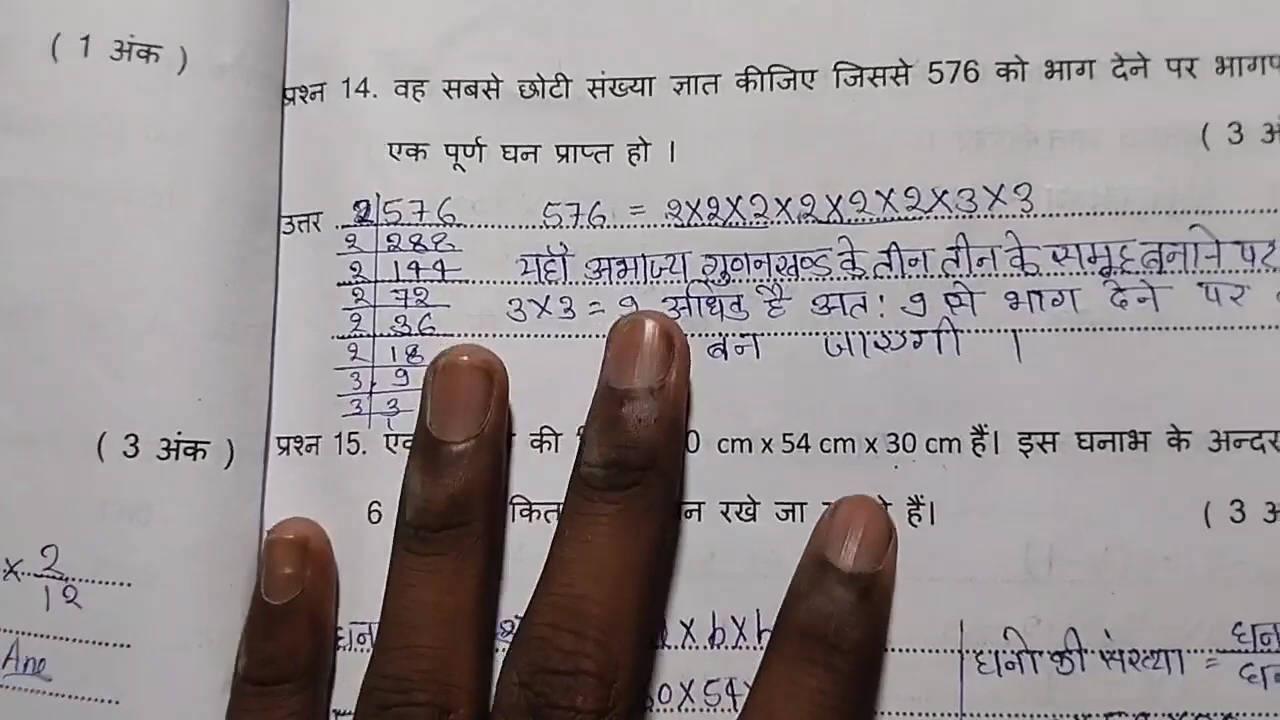 ( 1 अंक )
प्रश्न 14. वह सबसे छोटी संख्या ज्ञात कीजिए जिससे 576 को भाग देने पर
( 3
एक पूर्ण घन प्राप्त हो ।
उत्तर 2 576 576 = 2×2×2×2×2×2×3×3
2 288
2 144 यहाँ अभाज्य गुणनखण्ड के तीन तीन के समूह बनाने पर
2 72 3×3 = 9 अधिक है अत: 9 से भाग देने पर
2 36
2 18 बन जाएगी ।
3 9
3 3
1
( 3 अंक ) प्रश्न 15. की 0 cm x 54 cm x 30 cm हैं। इस घनाभ के अन्दर
6 रखे जा हैं।
( 3
× 2
12
Ans
× b × h
घनो की संख्या =
0×54